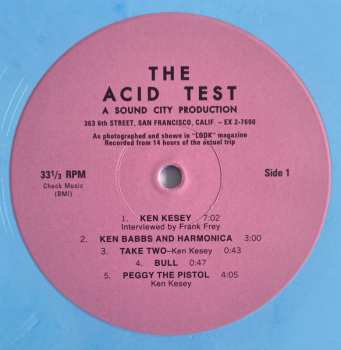 THE
ACID TEST
A SOUND CITY PRODUCTION
363 6th STREET, SAN FRANCISCO, CALIF - EX 2-7600
As photographed and shown in "LOOK" magazine
Recorded from 14 hours of the actual trip
33⅓ RPM
Check Music
(BMI)
Side 1
1. KEN KESEY 7:02
Interviewed by Frank Frey
2. KEN BABBS AND HARMONICA 3:00
3. TAKE TWO–Ken Kesey 0:43
4. BULL 0:47
5. PEGGY THE PISTOL 4:05
Ken Kesey